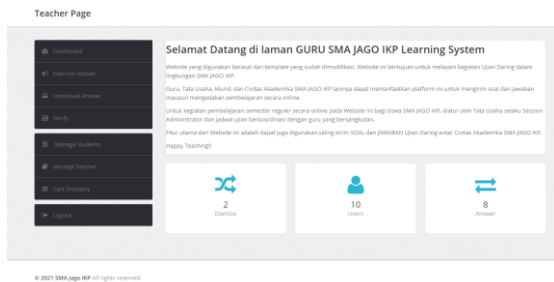 Teacher Page
Dashboard
Exercise Upload
Download Answer
Verify
Manage Students
Manage Teacher
Cert Directory
Logout
Selamat Datang di laman GURU SMA JAGO IKP Learning System
Website yang digunakan berasal dari template yang sudah dimodifikasi. Website ini bertujuan untuk melayani kegiatan Ujian Daring dalam
lingkungan SMA JAGO IKP.
Guru, Tata Usaha, Murid, dan Civitas Akademika SMA JAGO IKP lainnya dapat memanfaatkan platform ini untuk mengirim soal dan jawaban
maupun mengadakan pembelajaran secara online.
Untuk kegiatan pembelajaran semester reguler secara online pada Website ini bagi siswa SMA JAGO IKP, diatur oleh Tata Usaha selaku Session
Administrator dan jadwal ujian berkoordinasi dengan guru yang bersangkutan.
Fitur utama dari Website ini adalah dapat juga digunakan saling kirim SOAL dan JAWABAN Ujian Daring antar Civitas Akademika SMA JAGO IKP.
Happy Teaching!!
2
Exercise
10
Users
8
Answer
© 2021 SMA Jago IKP All rights reserved.